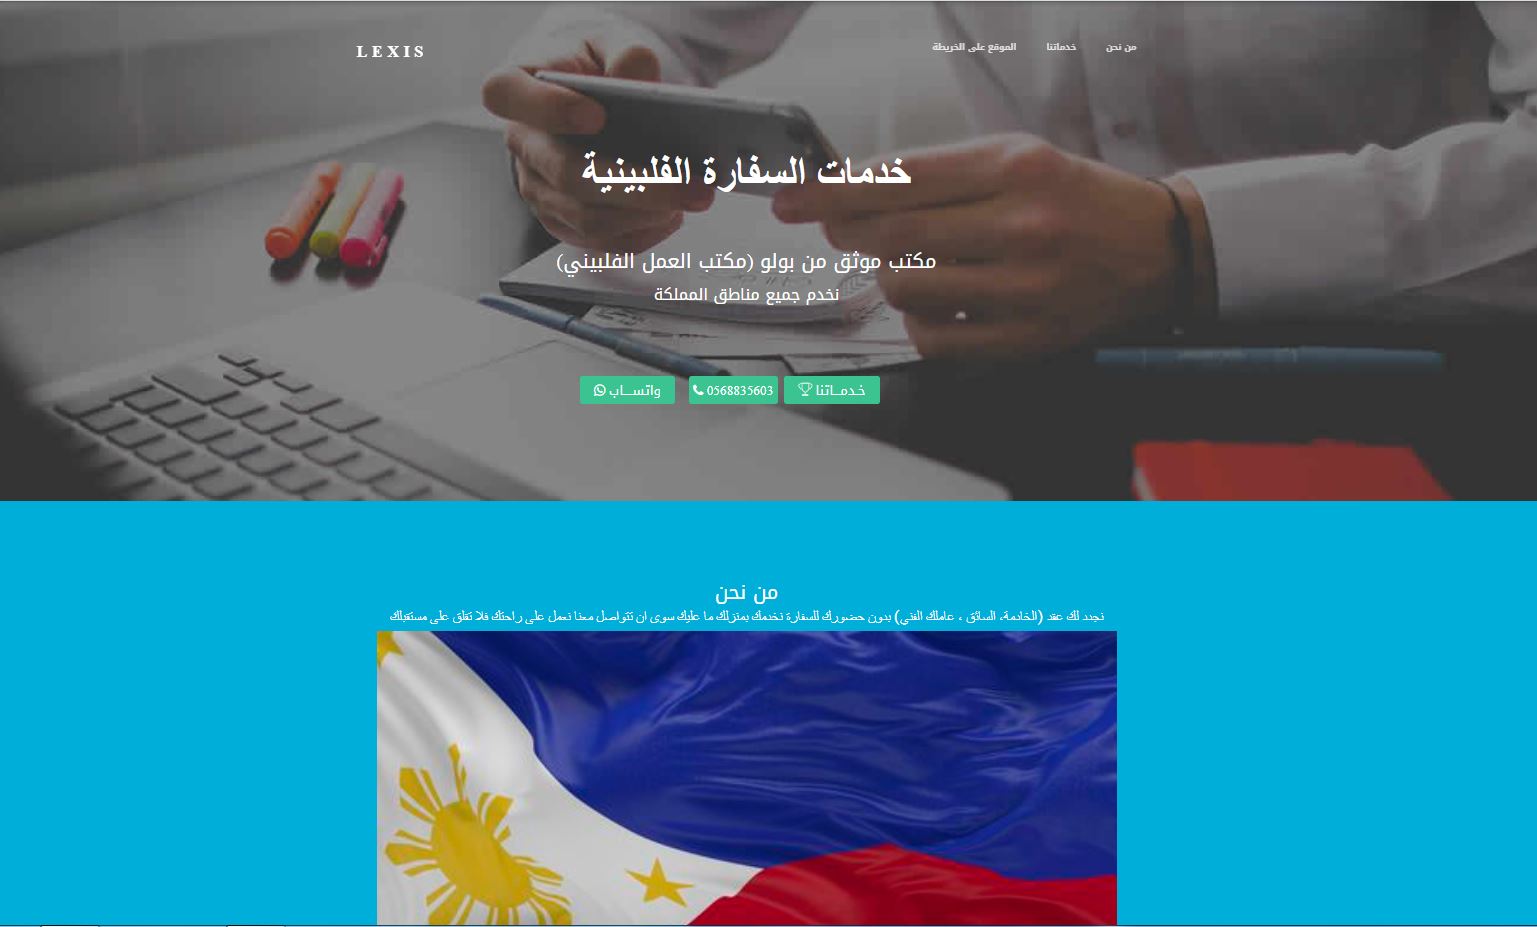 LEXIS
من نحن
خدماتنا
الموقع على الخريطة
خدمات السفارة الفلبينية
مكتب موثق من بولو (مكتب العمل الفلبيني)
نخدم جميع مناطق المملكة
خـدمــاتنا
0568835603
واتســـاب
من نحن
نجدد لك عقد (الخادمة، السائق ، عاملك الفني) بدون حضورك للسفارة نخدمك بمنزلك ما عليك سوى ان تتواصل معنا نعمل على راحتك فلا تقلق على مستقبلك